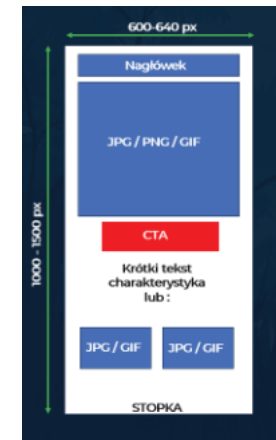 600-640 px
Nagłówek
1000 - 1500 px
JPG / PNG / GIF
CTA
Krótki tekst
charakterystyka
lub :
JPG / GIF
JPG / GIF
STOPKA